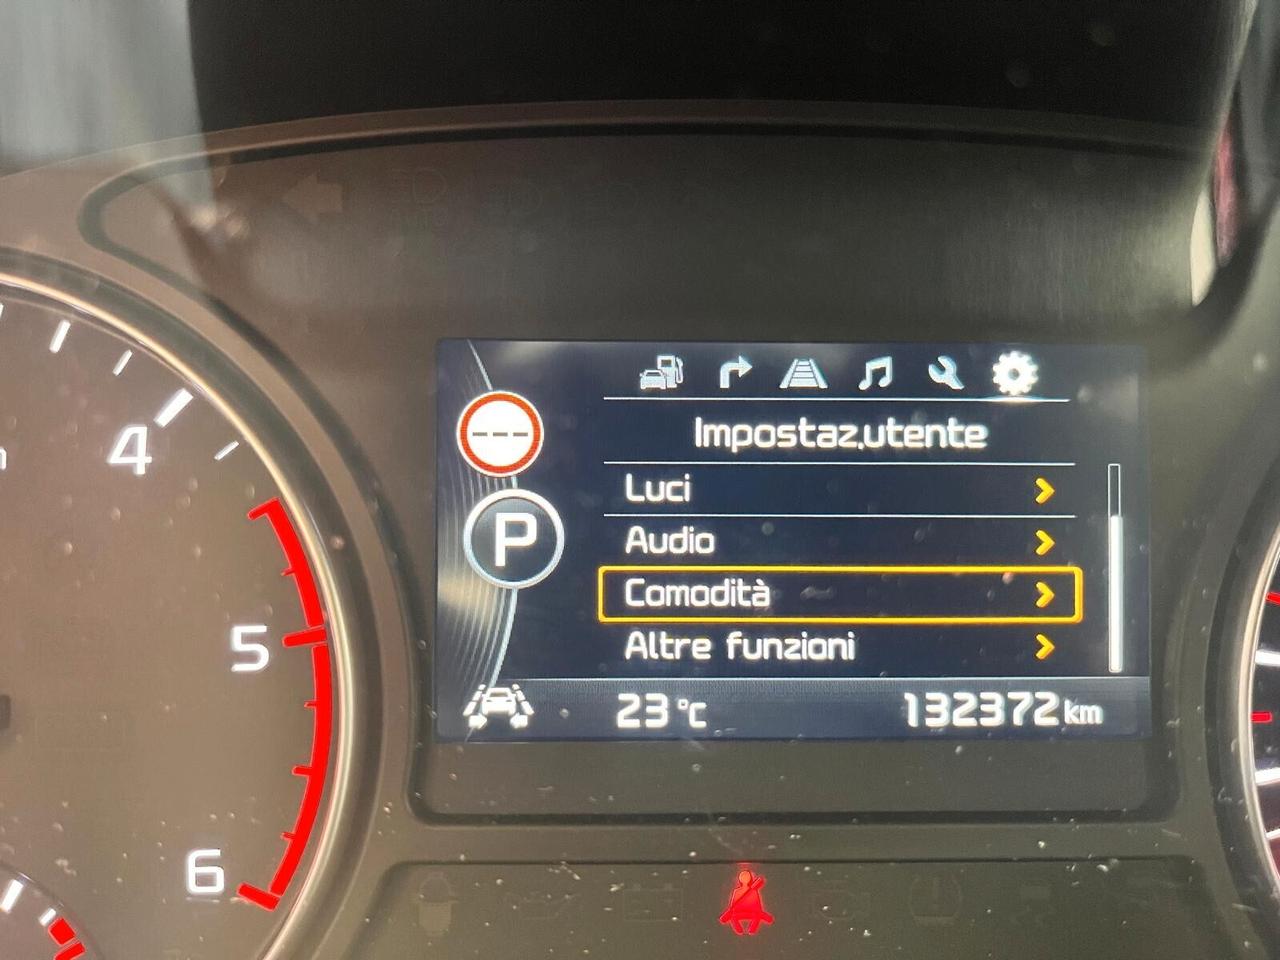 4
5
6
Impostaz.utente
Luci
Audio
Comodità
Altre funzioni
---
P
23 °C
132372 km